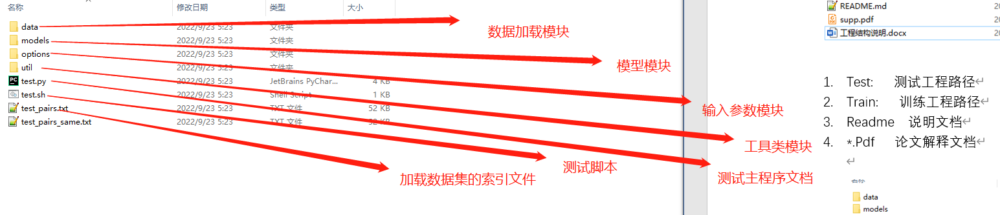 名称 修改日期 类型 大小
data 2022/9/23 5:23 文件夹
models 2022/9/23 5:23 文件夹
options 2022/9/23 5:23 文件夹
util 2022/9/23 5:23 文件夹
test.py 2022/9/23 5:23 JetBrains PyChar... 4 KB
test.sh 2022/9/23 5:23 Shell Script 1 KB
test_pairs.txt 2022/9/23 5:23 TXT 文件 52 KB
test_pairs_same.txt 2022/9/23 5:23 TXT 文件 52 KB
数据加载模块
模型模块
输入参数模块
工具类模块
测试脚本
测试主程序文档
加载数据集的索引文件
README.md 20
supp.pdf 20
工程结构说明.docx 20
1. Test: 测试工程路径
2. Train: 训练工程路径
3. Readme 说明文档
4. *.Pdf 论文解释文档
名称
data
models